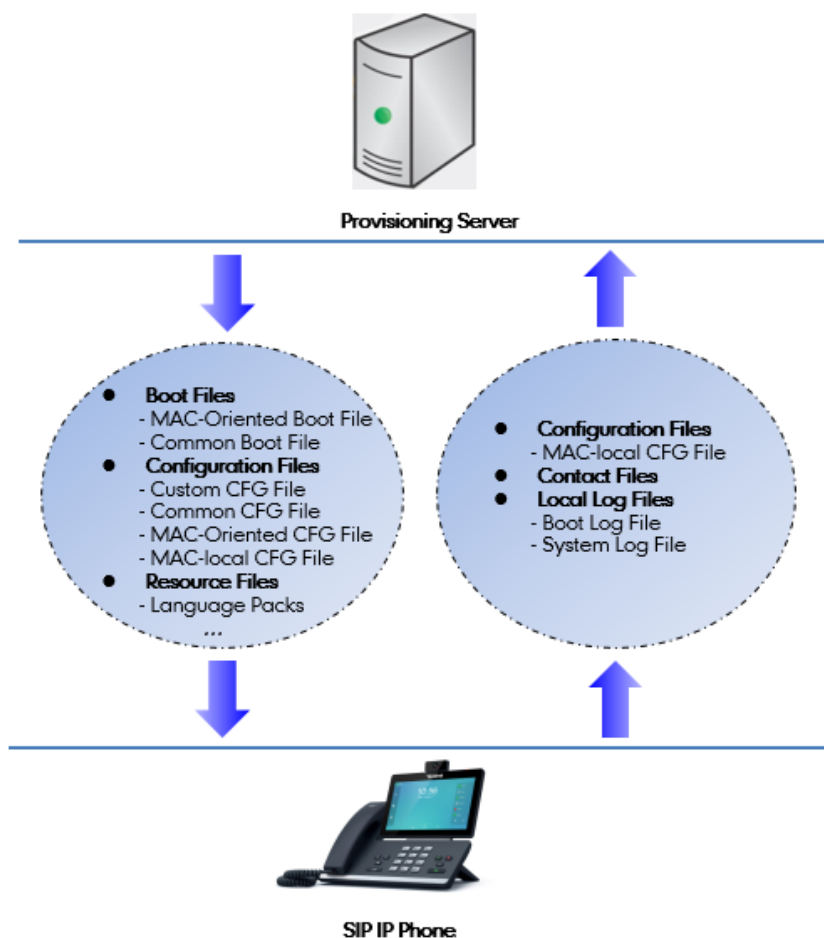 Provisioning Server
● Boot Files
- MAC-Oriented Boot File
- Common Boot File
● Configuration Files
- Custom CFG File
- Common CFG File
- MAC-Oriented CFG File
- MAC-local CFG File
● Resource Files
- Language Packs
...
● Configuration Files
- MAC-local CFG File
● Contact Files
● Local Log Files
- Boot Log File
- System Log File
SIP IP Phone